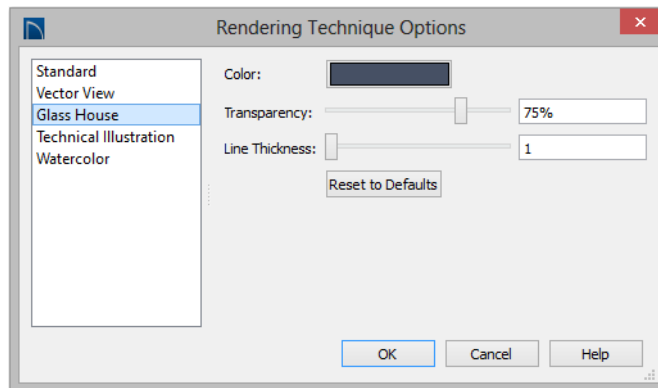 Rendering Technique Options
Standard
Vector View
Glass House
Technical Illustration
Watercolor
Color:
Transparency: 75%
Line Thickness: 1
Reset to Defaults
OK Cancel Help